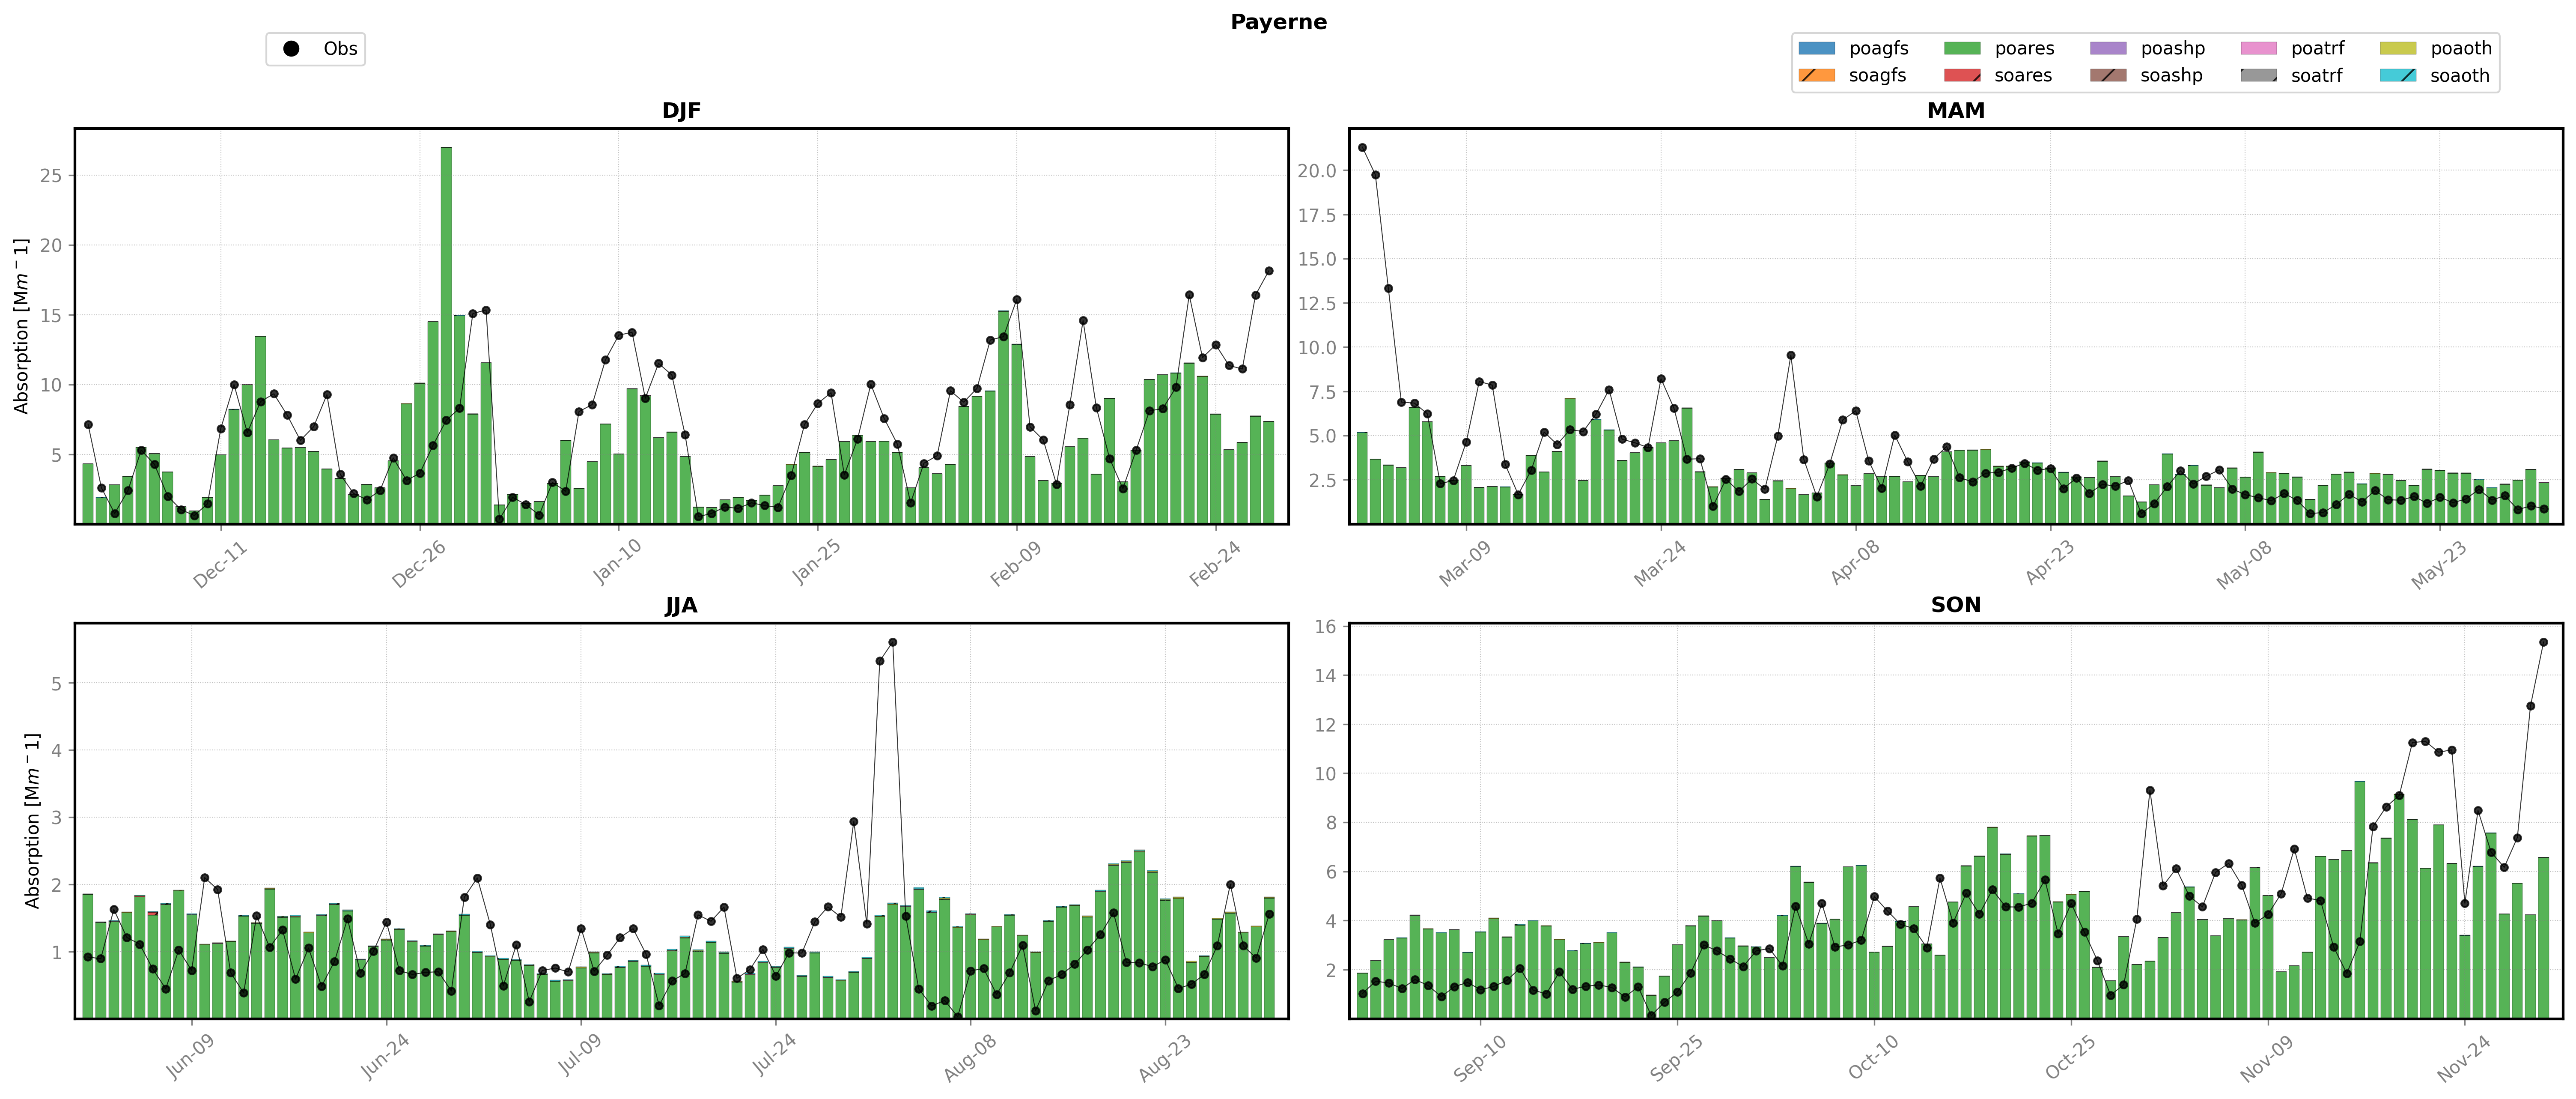 Payerne
Obs
poagfs poares poashp poatrf poaoth
soagfs soares soashp soatrf soaoth
DJF
Absorption [Mm−1]
25
20
15
10
5
Dec-11 Dec-26 Jan-10 Jan-25 Feb-09 Feb-24
MAM
20.0
17.5
15.0
12.5
10.0
7.5
5.0
2.5
Mar-09 Mar-24 Apr-08 Apr-23 May-08 May-23
JJA
Absorption [Mm−1]
5
4
3
2
1
Jun-09 Jun-24 Jul-09 Jul-24 Aug-08 Aug-23
SON
16
14
12
10
8
6
4
2
Sep-10 Sep-25 Oct-10 Oct-25 Nov-09 Nov-24